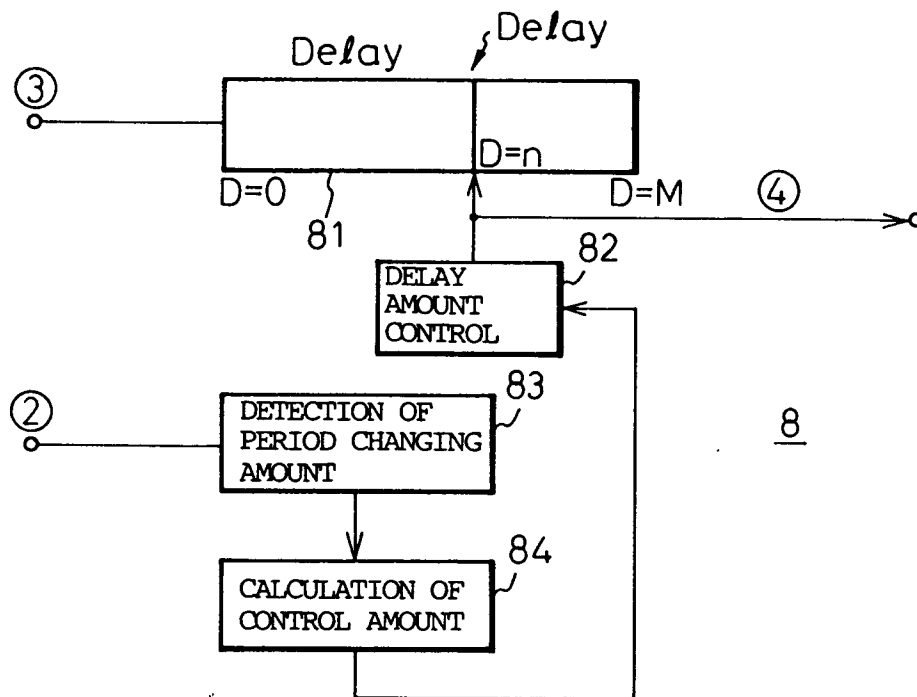 Delay
Delay
③
D=n
D=0
D=M
81
④
82
DELAY
AMOUNT
CONTROL
②
83
DETECTION OF
PERIOD CHANGING
AMOUNT
8
84
CALCULATION OF
CONTROL AMOUNT